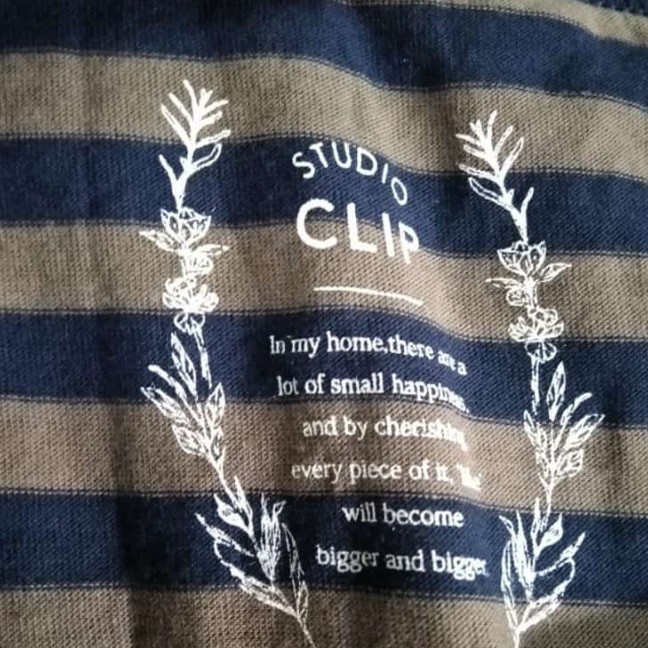 STUDIO
CLIP
In my home,there are a
lot of small happiness,
and by cherishing
every piece of it,
will become
bigger and bigger